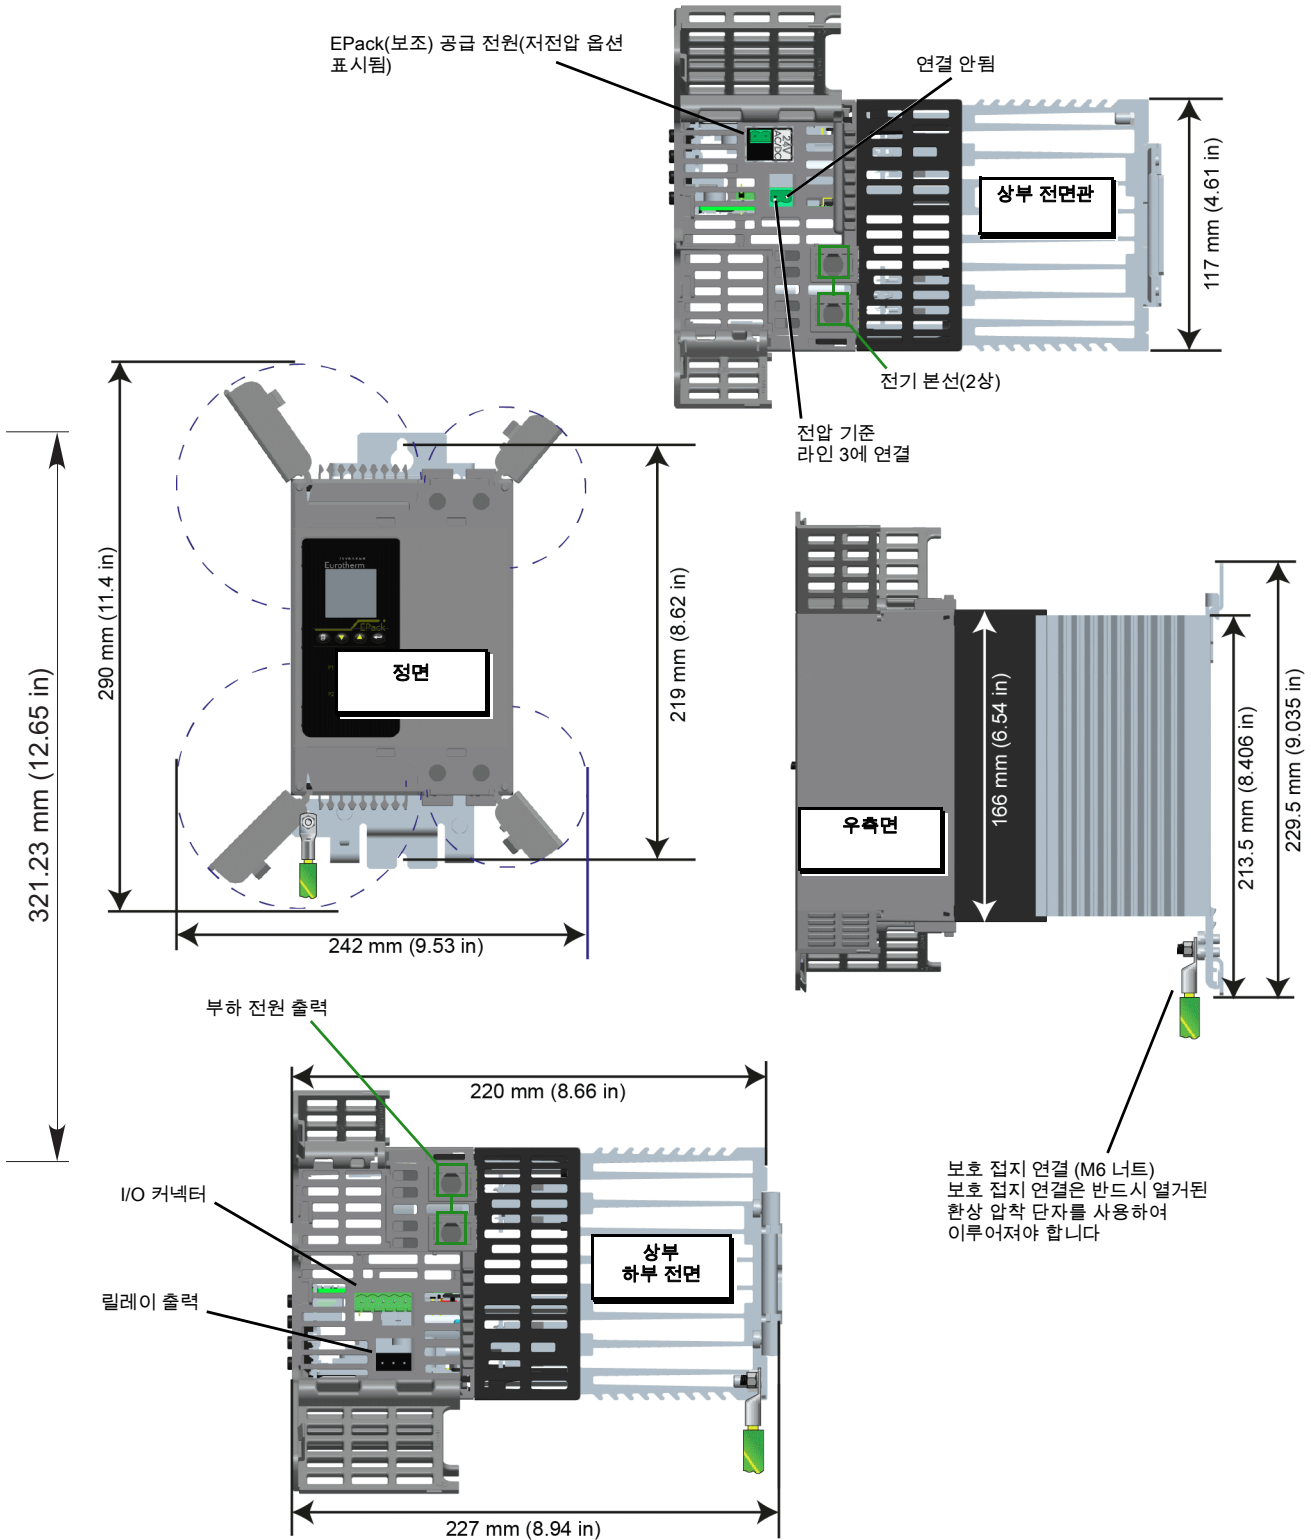 EPack(보조) 공급 전원(저전압 옵션
표시됨)
연결 안됨
24V
AC/DC
상부 전면관
117 mm (4.61 in)
전기 본선(2상)
전압 기준
라인 3에 연결
321.23 mm (12.65 in)
290 mm (11.4 in)
Eurotherm
EPack
정면
219 mm (8.62 in)
242 mm (9.53 in)
166 mm (6.54 in)
우측면
213.5 mm (8.406 in)
229.5 mm (9.035 in)
부하 전원 출력
220 mm (8.66 in)
I/O 커넥터
릴레이 출력
상부
하부 전면
보호 접지 연결 (M6 너트)
보호 접지 연결은 반드시 열거된
환상 압착 단자를 사용하여
이루어져야 합니다
227 mm (8.94 in)